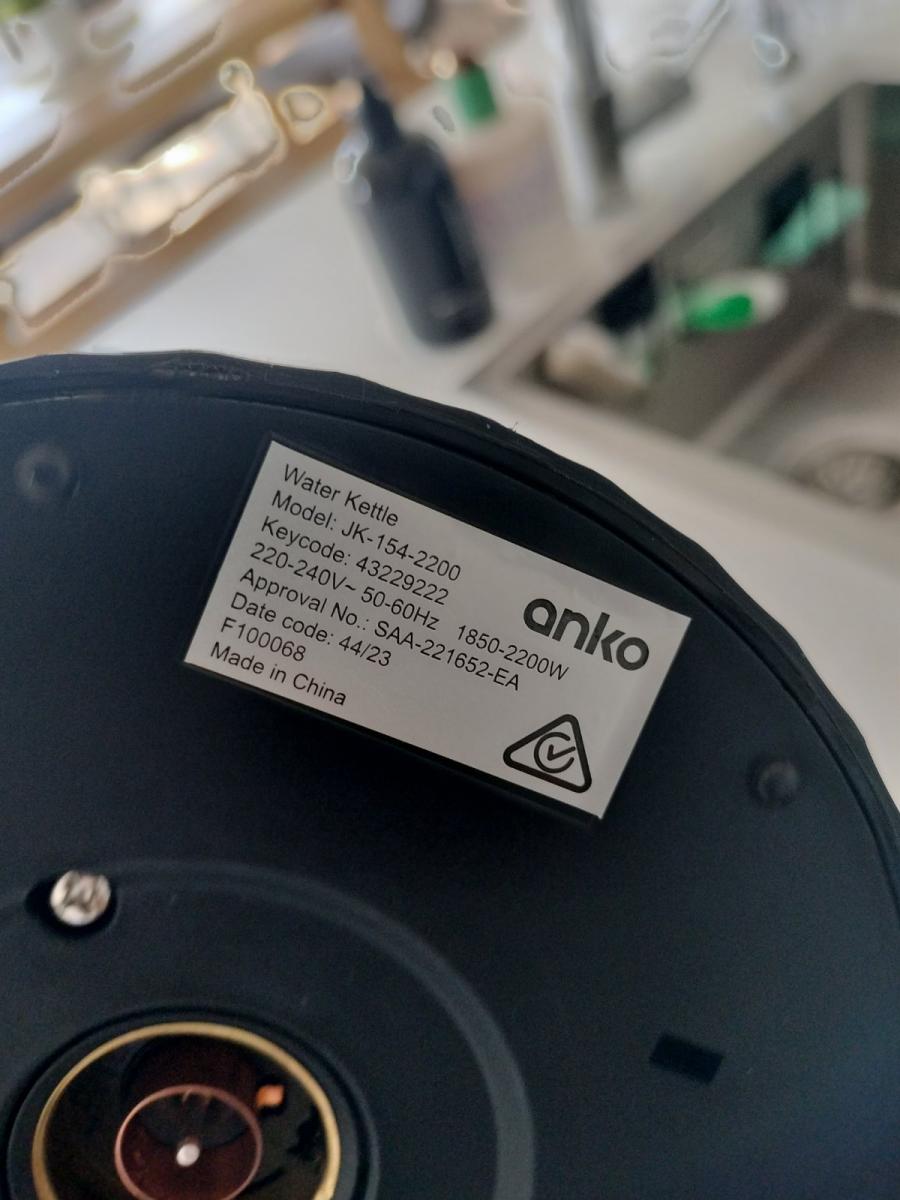 Water Kettle
Model: JK-154-2200
Keycode: 43229222
220-240V~ 50-60Hz 1850-2200W
Approval No.: SAA-221652-EA
Date code: 44/23
F100068
Made in China
anko